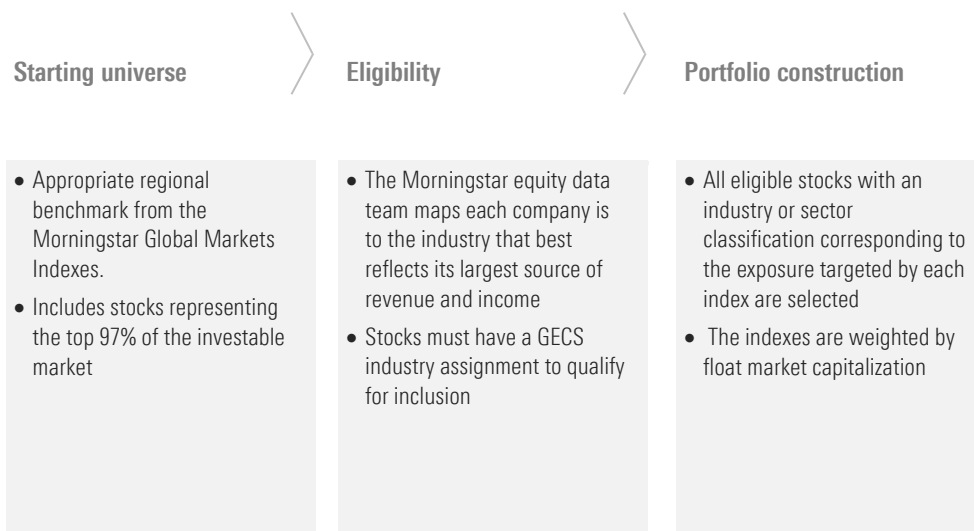 Starting universe
Eligibility
Portfolio construction
• Appropriate regional
benchmark from the
Morningstar Global Markets
Indexes.
• Includes stocks representing
the top 97% of the investable
market
• The Morningstar equity data
team maps each company is
to the industry that best
reflects its largest source of
revenue and income
• Stocks must have a GECS
industry assignment to qualify
for inclusion
• All eligible stocks with an
industry or sector
classification corresponding to
the exposure targeted by each
index are selected
• The indexes are weighted by
float market capitalization